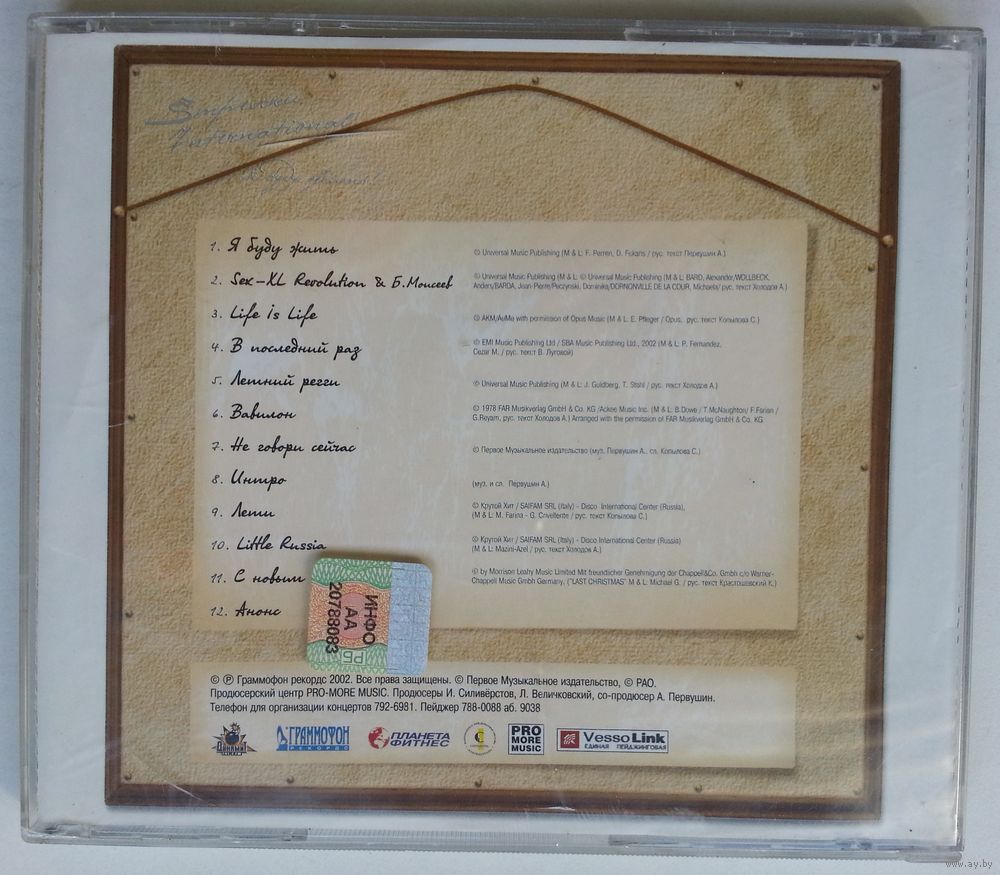 International
1. Я буду жить
© Universal Music Publishing (M & L: F. Perren, D. Fekaris / рус. текст Первушин А.)
2. Sex-XL Revolution & Б.Моисеев
© Universal Music Publishing (M & L: © Universal Music Publishing (M & L: BARD, Alexander/WOLLBECK,
Anders/BARDA, Jean-Pierre/Peczynski, Dominika/DORNONVILLE DE LA COUR, Michaela/ рус. текст Холодов А.)
3. Life is Life
© AKM/AuMe with permission of Opus Music (M & L: E. Pfleger / Opus, рус. текст Копылова С.)
4. В последний раз
© EMI Music Publishing Ltd / SBA Music Publishing Ltd., 2002 (M & L: P. Fernandez,
Cezar M. / рус. текст В. Луговой)
5. Летний регги
© Universal Music Publishing (M & L: J. Guldberg, T. Stahl / рус. текст Холодов А.)
6. Вавилон
© 1978 FAR Musikverlag GmbH & Co. KG /Ackee Music Inc. (M & L: B.Dowe / T.McNaughton/ F.Farian /
G.Reyam, рус. текст Холодов А.) Arranged with the permission of FAR Musikverlag GmbH & Co. KG
7. Не говори сейчас
© Первое Музыкальное издательство (муз. Первушин А., сл. Копылова С.)
8. Интро
(муз. и сл. Первушин А.)
9. Лети
© Крутой Хит / SAIFAM SRL (Italy) - Disco International Center (Russia),
(M & L: M. Farina - G. Crivellente / рус. текст Копылова С.)
10. Little Russia
© Крутой Хит / SAIFAM SRL (Italy) - Disco International Center (Russia)
(M & L: Mazini-Azel / рус. текст Холодов А.)
11. С новым
© by Morrison Leahy Music Limited Mit freundlicher Genehmigung der Chappell&Co. Gmbh c/o Warner-
Chappell Music Gmbh Germany, ("LAST CHRISTMAS" M & L: Michael G. / рус. текст Крастошевский К.)
12. Анонс
ИНФО
АА
20788083
РБ
© ℗ Граммофон рекордс 2002. Все права защищены. © Первое Музыкальное издательство, © РАО.
Продюсерский центр PRO-MORE MUSIC. Продюсеры И. Силивёрстов, Л. Величковский, со-продюсер А. Первушин.
Телефон для организации концертов 792-6981. Пейджер 788-0088 аб. 9038
ДИНАМИТ
ГРАММОФОН
РЕКОРДС
ПЛАНЕТА
ФИТНЕС
PRO
MORE
MUSIC
VessoLink
ЕДИНАЯ ПЕЙДЖИНГОВАЯ
www.ay.by